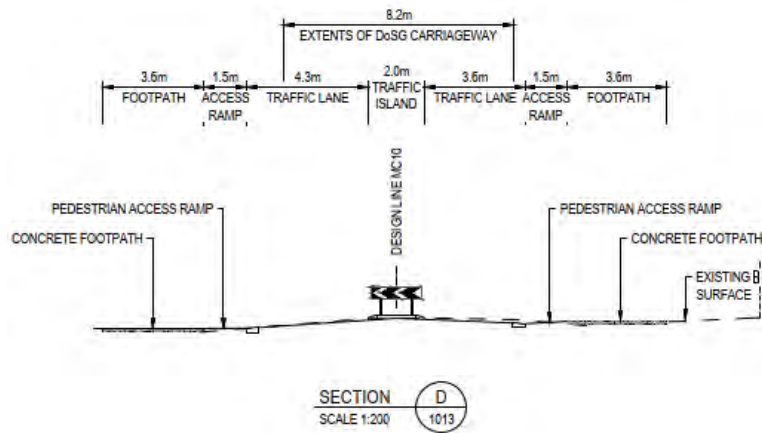 8.2m
EXTENTS OF DoSG CARRIAGEWAY
3.6m
FOOTPATH
1.5m
ACCESS
RAMP
4.3m
TRAFFIC LANE
2.0m
TRAFFIC
ISLAND
3.6m
TRAFFIC LANE
1.5m
ACCESS
RAMP
3.6m
FOOTPATH
DESIGN LINE MC10
PEDESTRIAN ACCESS RAMP
CONCRETE FOOTPATH
PEDESTRIAN ACCESS RAMP
CONCRETE FOOTPATH
EXISTING
SURFACE
SECTION
SCALE 1:200
D
1013